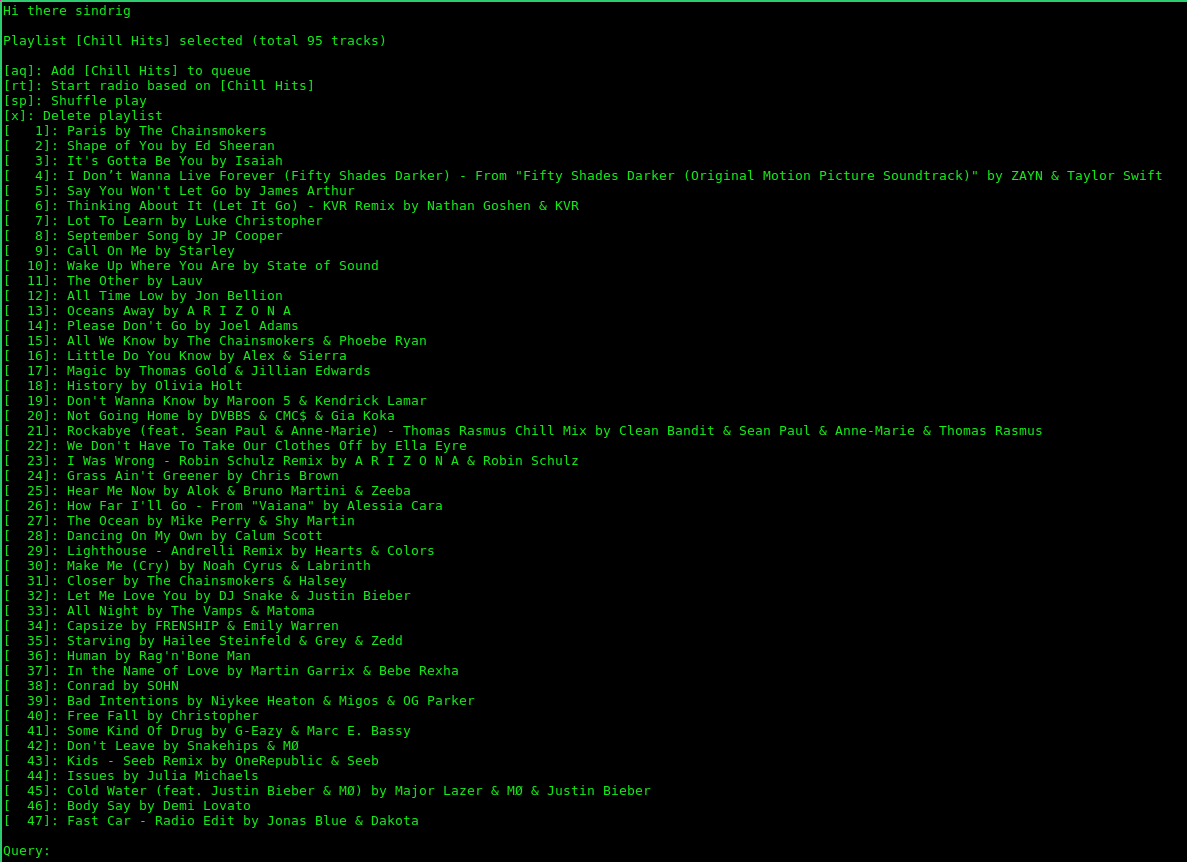 Hi there sindrig
Playlist [Chill Hits] selected (total 95 tracks)
[aq]: Add [Chill Hits] to queue
[rt]: Start radio based on [Chill Hits]
[sp]: Shuffle play
[x]: Delete playlist
[   1]: Paris by The Chainsmokers
[   2]: Shape of You by Ed Sheeran
[   3]: It's Gotta Be You by Isaiah
[   4]: I Don’t Wanna Live Forever (Fifty Shades Darker) - From "Fifty Shades Darker (Original Motion Picture Soundtrack)" by ZAYN & Taylor Swift
[   5]: Say You Won't Let Go by James Arthur
[   6]: Thinking About It (Let It Go) - KVR Remix by Nathan Goshen & KVR
[   7]: Lot To Learn by Luke Christopher
[   8]: September Song by JP Cooper
[   9]: Call On Me by Starley
[  10]: Wake Up Where You Are by State of Sound
[  11]: The Other by Lauv
[  12]: All Time Low by Jon Bellion
[  13]: Oceans Away by A R I Z O N A
[  14]: Please Don't Go by Joel Adams
[  15]: All We Know by The Chainsmokers & Phoebe Ryan
[  16]: Little Do You Know by Alex & Sierra
[  17]: Magic by Thomas Gold & Jillian Edwards
[  18]: History by Olivia Holt
[  19]: Don't Wanna Know by Maroon 5 & Kendrick Lamar
[  20]: Not Going Home by DVBBS & CMC$ & Gia Koka
[  21]: Rockabye (feat. Sean Paul & Anne-Marie) - Thomas Rasmus Chill Mix by Clean Bandit & Sean Paul & Anne-Marie & Thomas Rasmus
[  22]: We Don't Have To Take Our Clothes Off by Ella Eyre
[  23]: I Was Wrong - Robin Schulz Remix by A R I Z O N A & Robin Schulz
[  24]: Grass Ain't Greener by Chris Brown
[  25]: Hear Me Now by Alok & Bruno Martini & Zeeba
[  26]: How Far I'll Go - From "Vaiana" by Alessia Cara
[  27]: The Ocean by Mike Perry & Shy Martin
[  28]: Dancing On My Own by Calum Scott
[  29]: Lighthouse - Andrelli Remix by Hearts & Colors
[  30]: Make Me (Cry) by Noah Cyrus & Labrinth
[  31]: Closer by The Chainsmokers & Halsey
[  32]: Let Me Love You by DJ Snake & Justin Bieber
[  33]: All Night by The Vamps & Matoma
[  34]: Capsize by FRENSHIP & Emily Warren
[  35]: Starving by Hailee Steinfeld & Grey & Zedd
[  36]: Human by Rag'n'Bone Man
[  37]: In the Name of Love by Martin Garrix & Bebe Rexha
[  38]: Conrad by SOHN
[  39]: Bad Intentions by Niykee Heaton & Migos & OG Parker
[  40]: Free Fall by Christopher
[  41]: Some Kind Of Drug by G-Eazy & Marc E. Bassy
[  42]: Don't Leave by Snakehips & MØ
[  43]: Kids - Seeb Remix by OneRepublic & Seeb
[  44]: Issues by Julia Michaels
[  45]: Cold Water (feat. Justin Bieber & MØ) by Major Lazer & MØ & Justin Bieber
[  46]: Body Say by Demi Lovato
[  47]: Fast Car - Radio Edit by Jonas Blue & Dakota
Query: